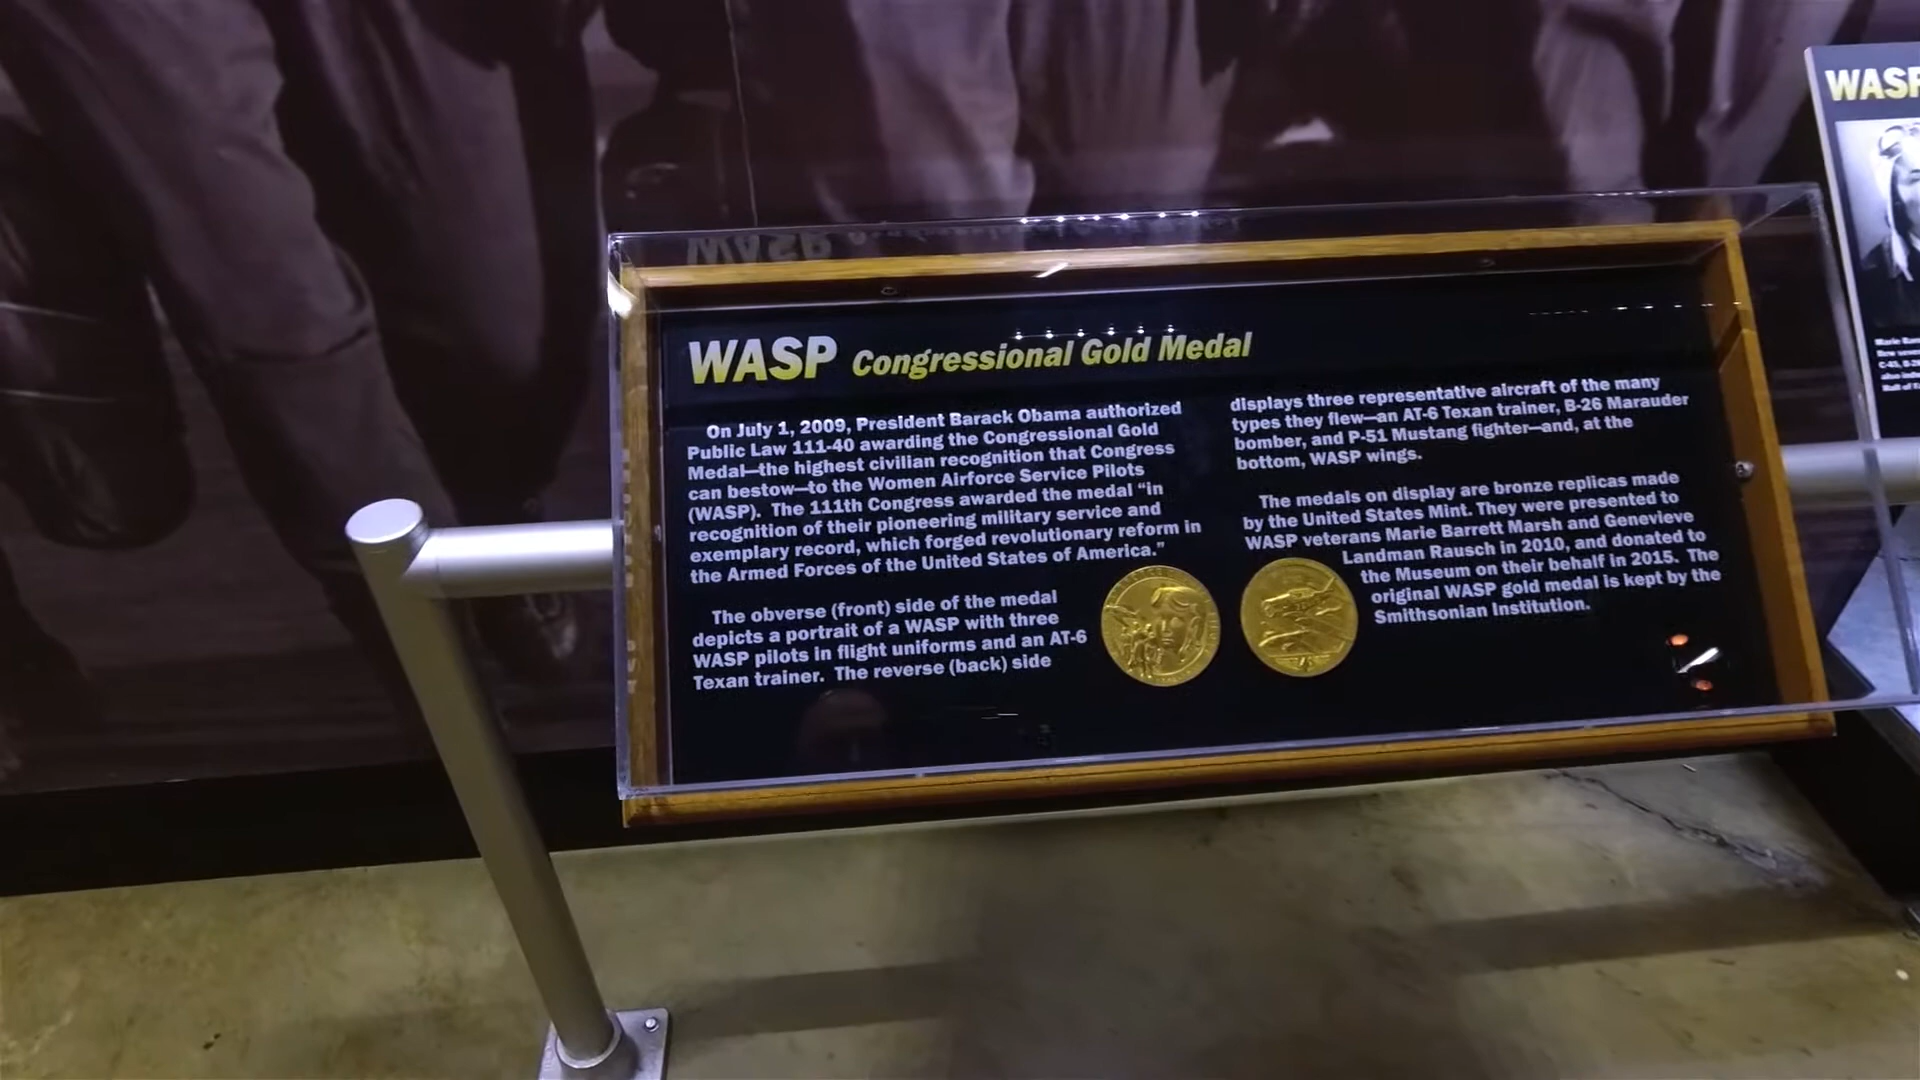 WASP Congressional Gold Medal
On July 1, 2009, President Barack Obama authorized
Public Law 111-40 awarding the Congressional Gold
Medal—the highest civilian recognition that Congress
can bestow—to the Women Airforce Service Pilots
(WASP). The 111th Congress awarded the medal “in
recognition of their pioneering military service and
exemplary record, which forged revolutionary reform in
the Armed Forces of the United States of America.”
The obverse (front) side of the medal
depicts a portrait of a WASP with three
WASP pilots in flight uniforms and an AT-6
Texan trainer. The reverse (back) side
displays three representative aircraft of the many
types they flew—an AT-6 Texan trainer, B-26 Marauder
bomber, and P-51 Mustang fighter—and, at the
bottom, WASP wings.
The medals on display are bronze replicas made
by the United States Mint. They were presented to
WASP veterans Marie Barrett Marsh and Genevieve
Landman Rausch in 2010, and donated to
the Museum on their behalf in 2015. The
original WASP gold medal is kept by the
Smithsonian Institution.
WASP